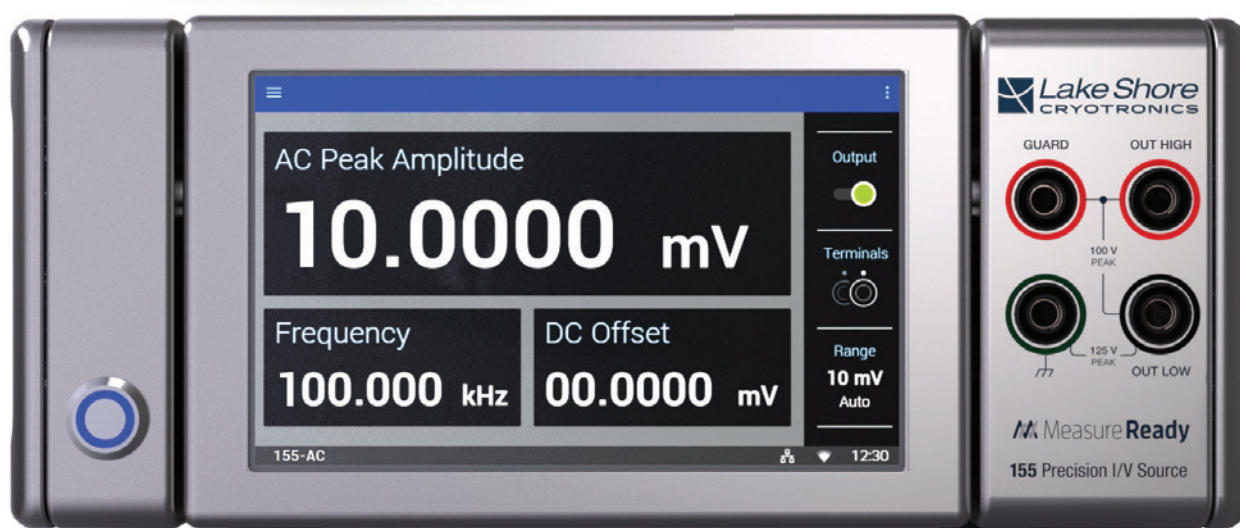 AC Peak Amplitude
10.0000 mV
Frequency
100.000 kHz
DC Offset
00.0000 mV
Output
Terminals
Range
10 mV
Auto
155-AC
12:30
Lake Shore
CRYOTRONICS
GUARD
OUT HIGH
100 V
PEAK
125 V
PEAK
OUT LOW
MeasureReady
155 Precision I/V Source